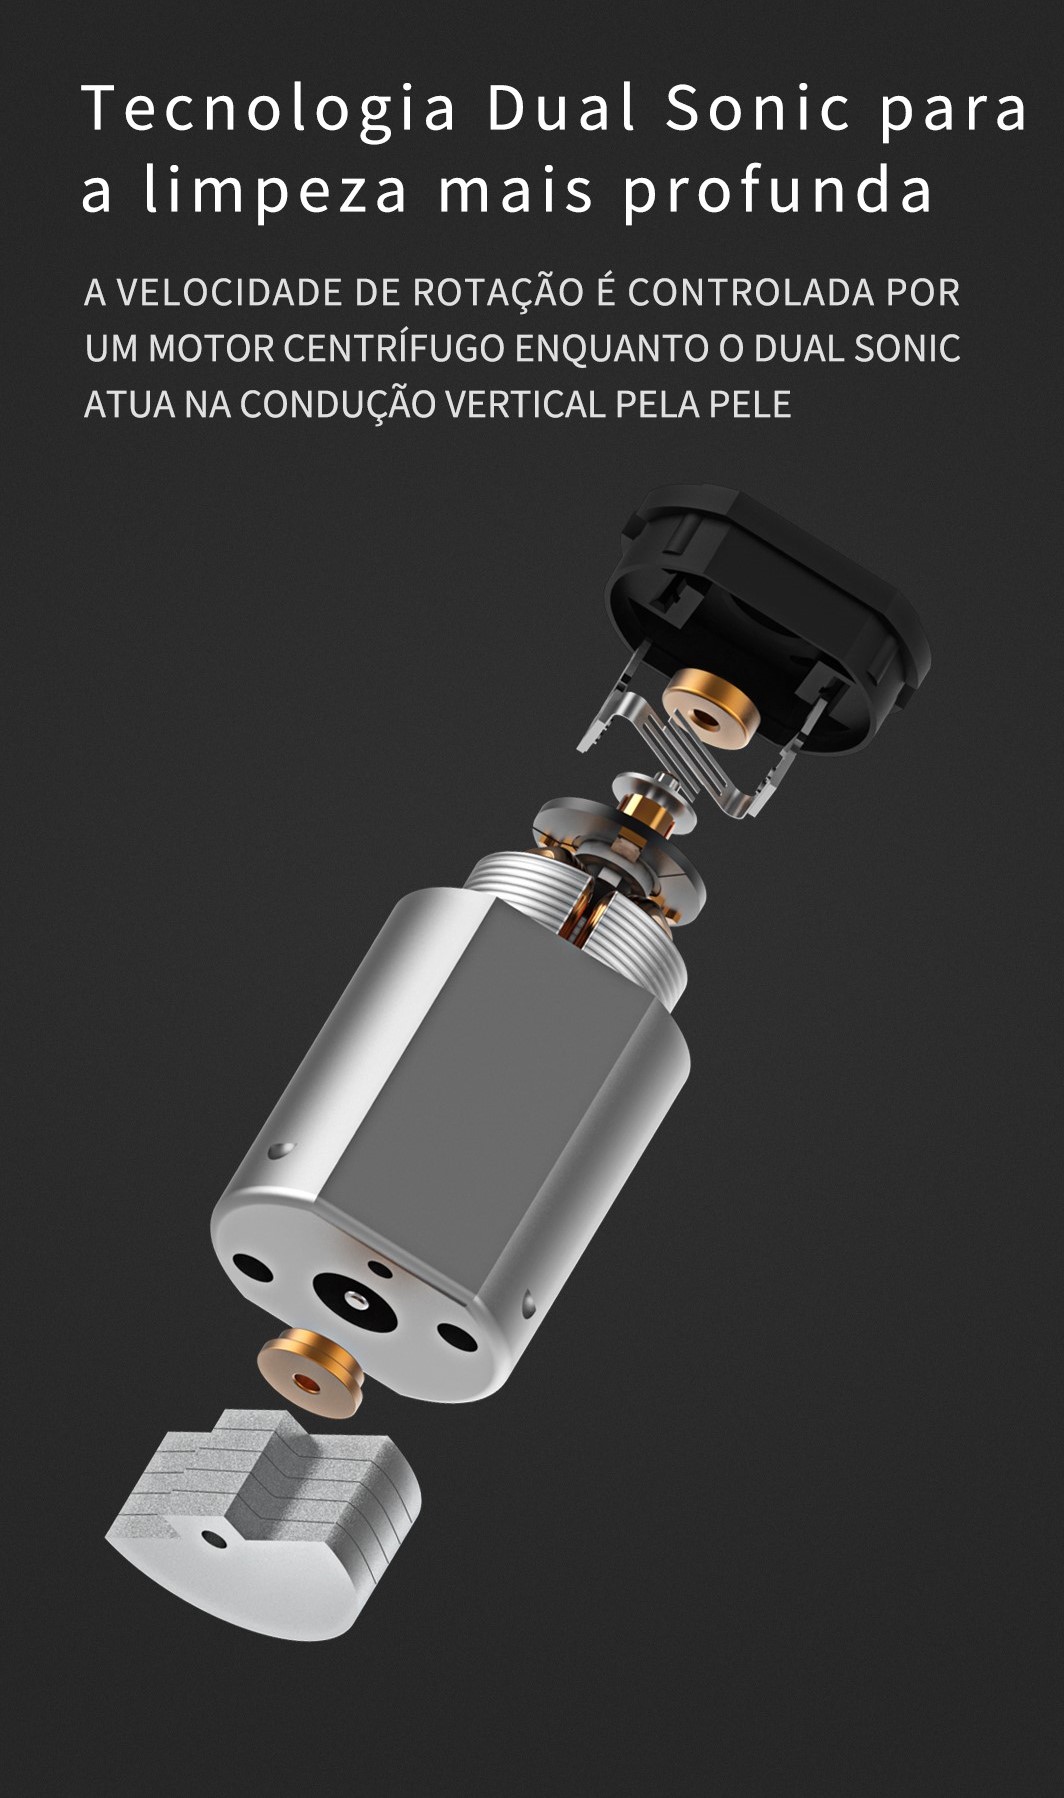 Tecnologia Dual Sonic para
a limpeza mais profunda
A VELOCIDADE DE ROTAÇÃO É CONTROLADA POR
UM MOTOR CENTRÍFUGO ENQUANTO O DUAL SONIC
ATUA NA CONDUÇÃO VERTICAL PELA PELE